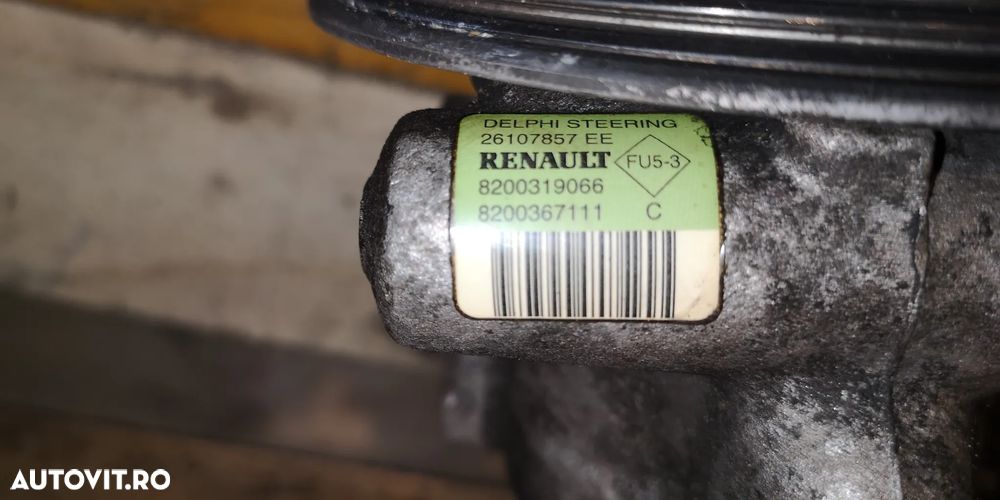 DELPHI STEERING
26107857 EE
RENAULT FU5-3
8200319066
8200367111 C
AUTOVIT.RO